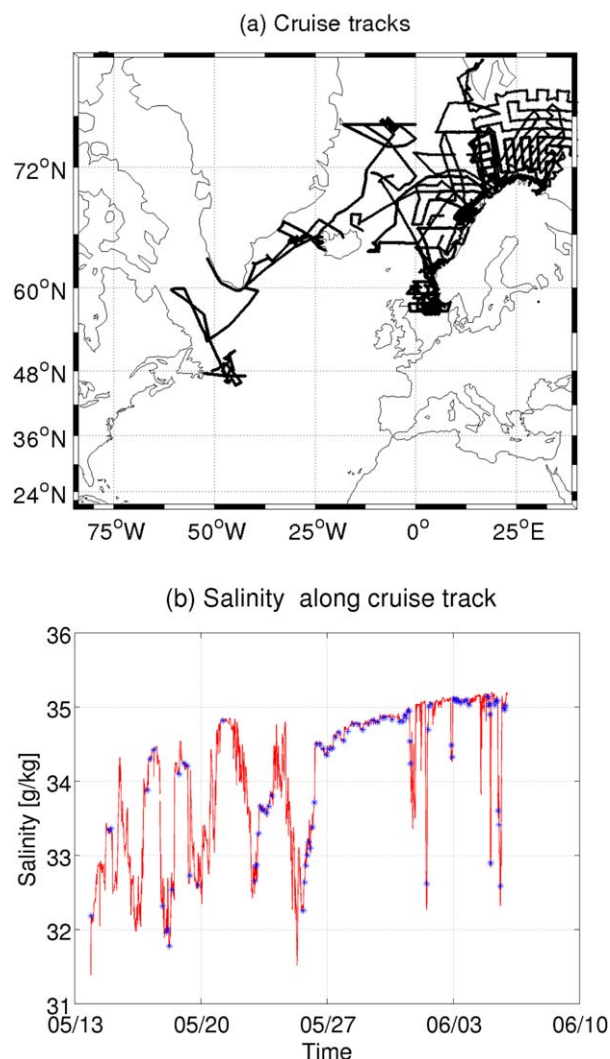 (a) Cruise tracks
72°N
60°N
48°N
36°N
24°N
75°W 50°W 25°W 0° 25°E
(b) Salinity along cruise track
36
35
34
33
32
31
Salinity [g/kg]
05/13 05/20 05/27 06/03 06/10
Time